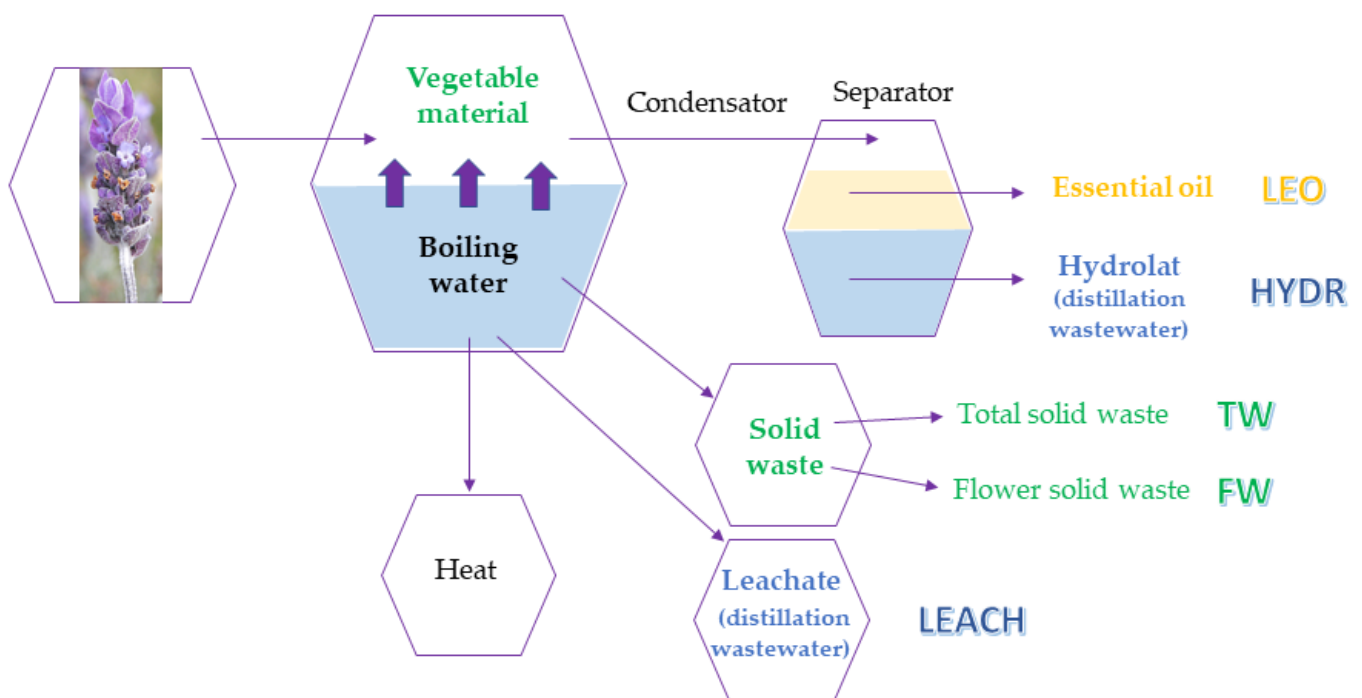 Vegetable
material
Boiling
water
Condensator
Separator
Essential oil
LEO
Hydrolat
(distillation
wastewater)
HYDR
Solid
waste
Total solid waste
TW
Flower solid waste
FW
Heat
Leachate
(distillation
wastewater)
LEACH